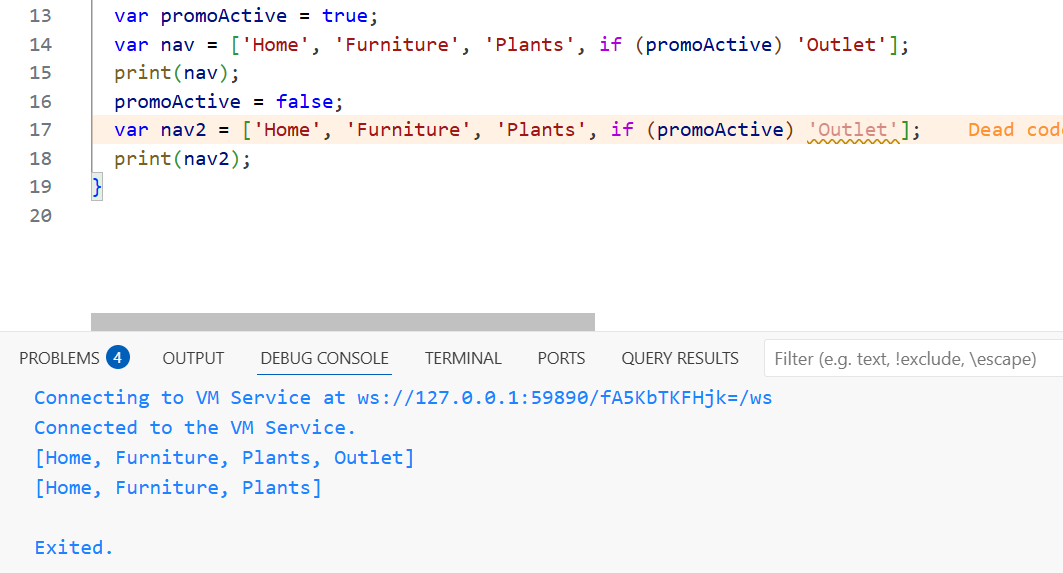 13 var promoActive = true;
14 var nav = ['Home', 'Furniture', 'Plants', if (promoActive) 'Outlet'];
15 print(nav);
16 promoActive = false;
17 var nav2 = ['Home', 'Furniture', 'Plants', if (promoActive) 'Outlet']; Dead cod
18 print(nav2);
19 }
20
PROBLEMS 4 OUTPUT DEBUG CONSOLE TERMINAL PORTS QUERY RESULTS Filter (e.g. text, !exclude, \escape)
Connecting to VM Service at ws://127.0.0.1:59890/fA5KbTKFHjk=/ws
Connected to the VM Service.
[Home, Furniture, Plants, Outlet]
[Home, Furniture, Plants]
Exited.